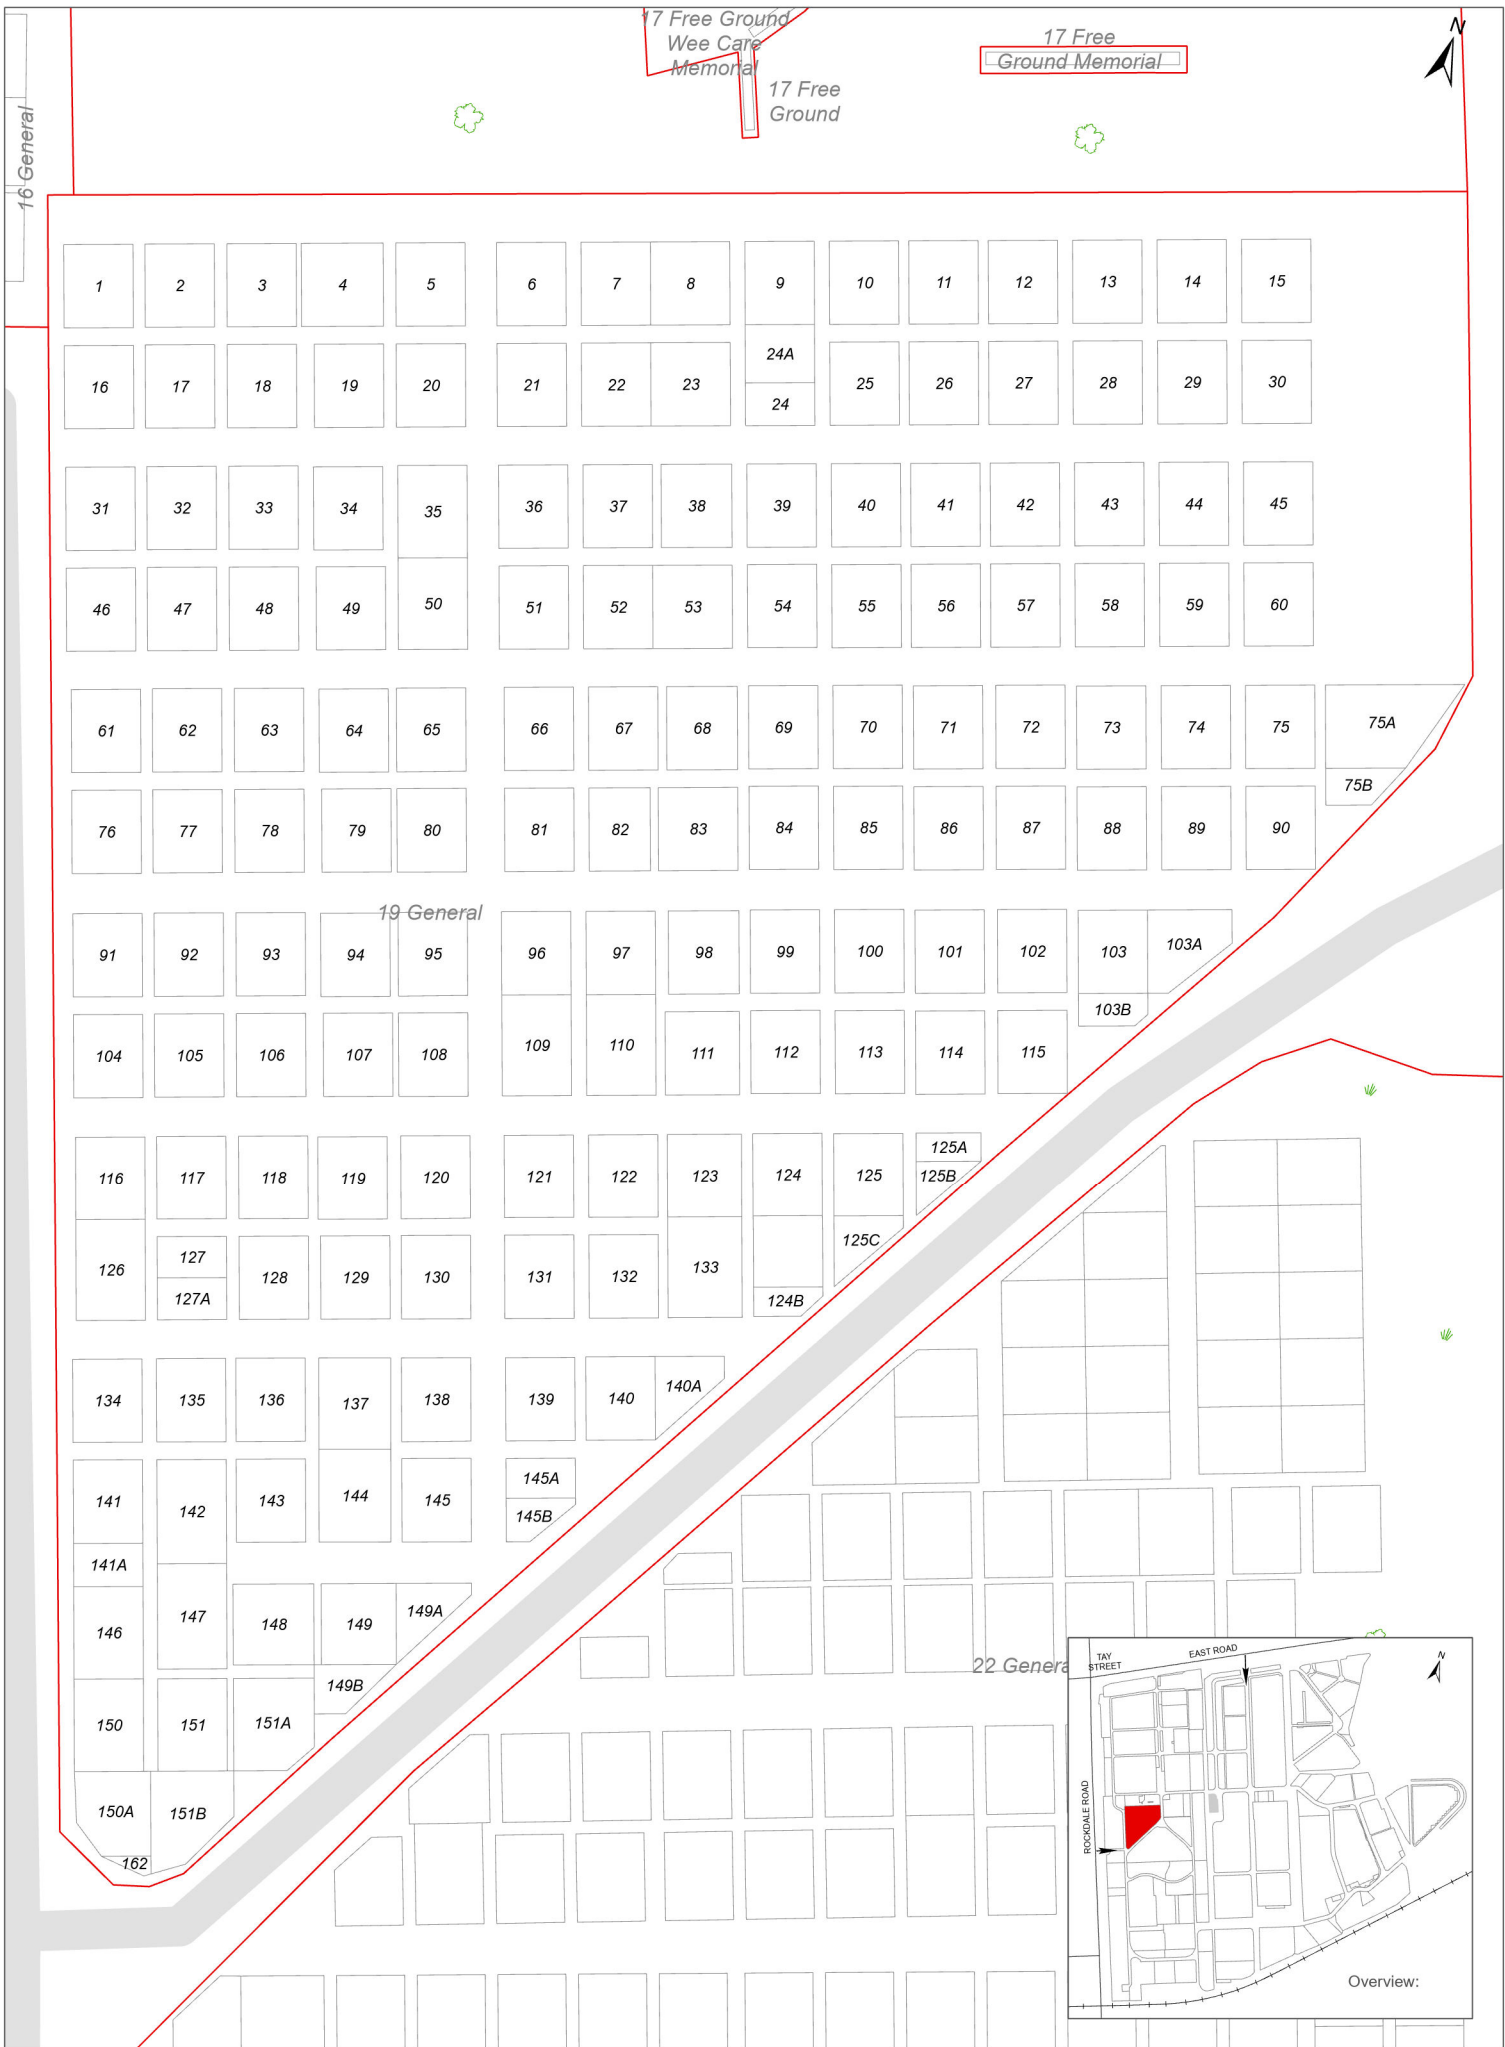 17 Free Ground
Wee Care
Memorial
17 Free
Ground Memorial
N
17 Free
Ground
16 General
1 2 3 4 5 6 7 8 9 10 11 12 13 14 15
24A
16 17 18 19 20 21 22 23 24 25 26 27 28 29 30
31 32 33 34 35 36 37 38 39 40 41 42 43 44 45
46 47 48 49 50 51 52 53 54 55 56 57 58 59 60
61 62 63 64 65 66 67 68 69 70 71 72 73 74 75 75A
75B
76 77 78 79 80 81 82 83 84 85 86 87 88 89 90
19 General
91 92 93 94 95 96 97 98 99 100 101 102 103 103A
103B
104 105 106 107 108 109 110 111 112 113 114 115
125A
116 117 118 119 120 121 122 123 124 125 125B
125C
127
126 128 129 130 131 132 133
127A 124B
134 135 136 137 138 139 140 140A
145A
141 142 143 144 145 145B
141A
146 147 148 149 149A
149B
150 151 151A
150A 151B
162
22 Genera
TAY
STREET
EAST ROAD
N
ROCKDALE ROAD
Overview: